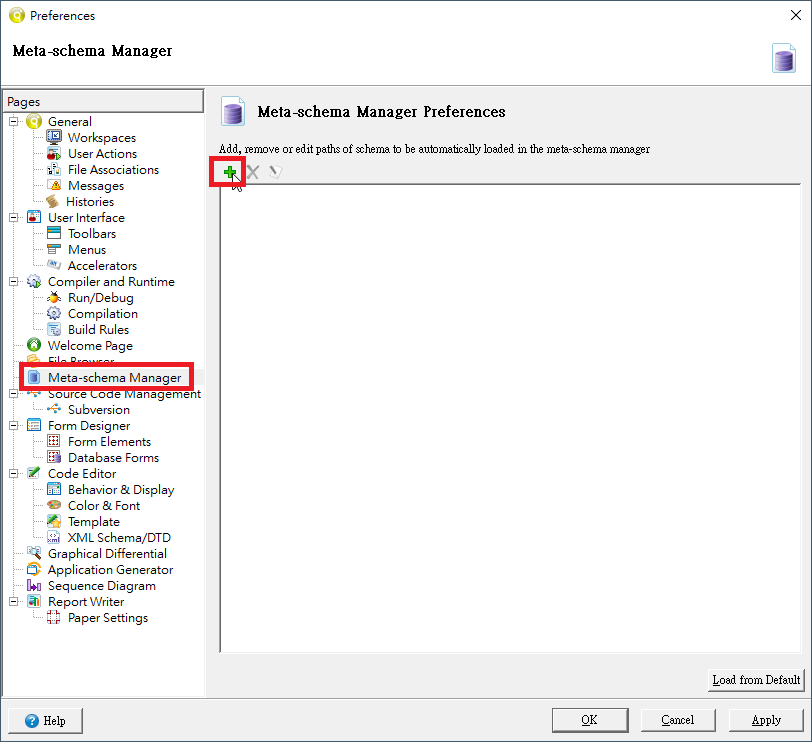 Preferences
Meta-schema Manager
Pages
General
Workspaces
User Actions
File Associations
Messages
Histories
User Interface
Toolbars
Menus
Accelerators
Compiler and Runtime
Run/Debug
Compilation
Build Rules
Welcome Page
File Browser
Meta-schema Manager
Source Code Management
Subversion
Form Designer
Form Elements
Database Forms
Code Editor
Behavior & Display
Color & Font
Template
XML Schema/DTD
Graphical Differential
Application Generator
Sequence Diagram
Report Writer
Paper Settings
Meta-schema Manager Preferences
Add, remove or edit paths of schema to be automatically loaded in the meta-schema manager
Load from Default
Help
OK
Cancel
Apply